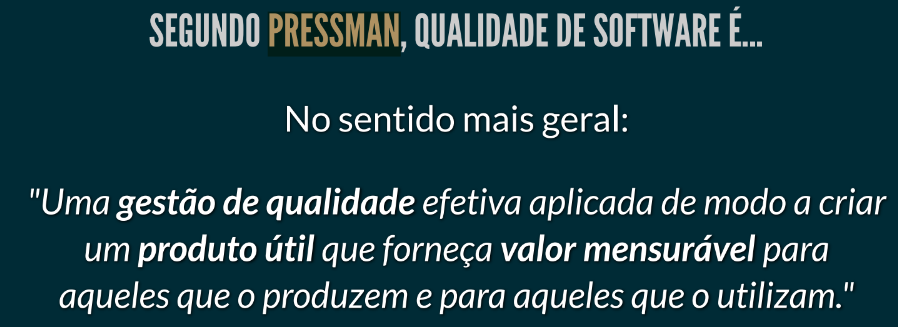 SEGUNDO PRESSMAN, QUALIDADE DE SOFTWARE É...
No sentido mais geral:
"Uma gestão de qualidade efetiva aplicada de modo a criar
um produto útil que forneça valor mensurável para
aqueles que o produzem e para aqueles que o utilizam."